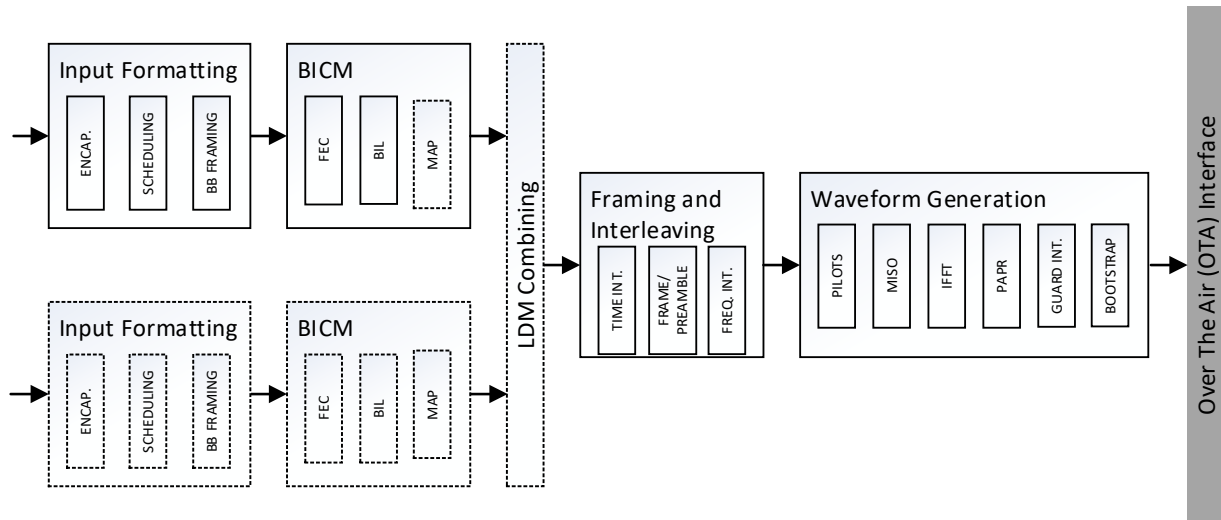 Input Formatting
ENCAP.
SCHEDULING
BB FRAMING
BICM
FEC
BIL
MAP
Input Formatting
ENCAP.
SCHEDULING
BB FRAMING
BICM
FEC
BIL
MAP
LDM Combining
Framing and
Interleaving
TIME INT.
FRAME/
PREAMBLE
FREQ. INT.
Waveform Generation
PILOTS
MISO
IFFT
PAPR
GUARD INT.
BOOTSTRAP
Over The Air (OTA) Interface